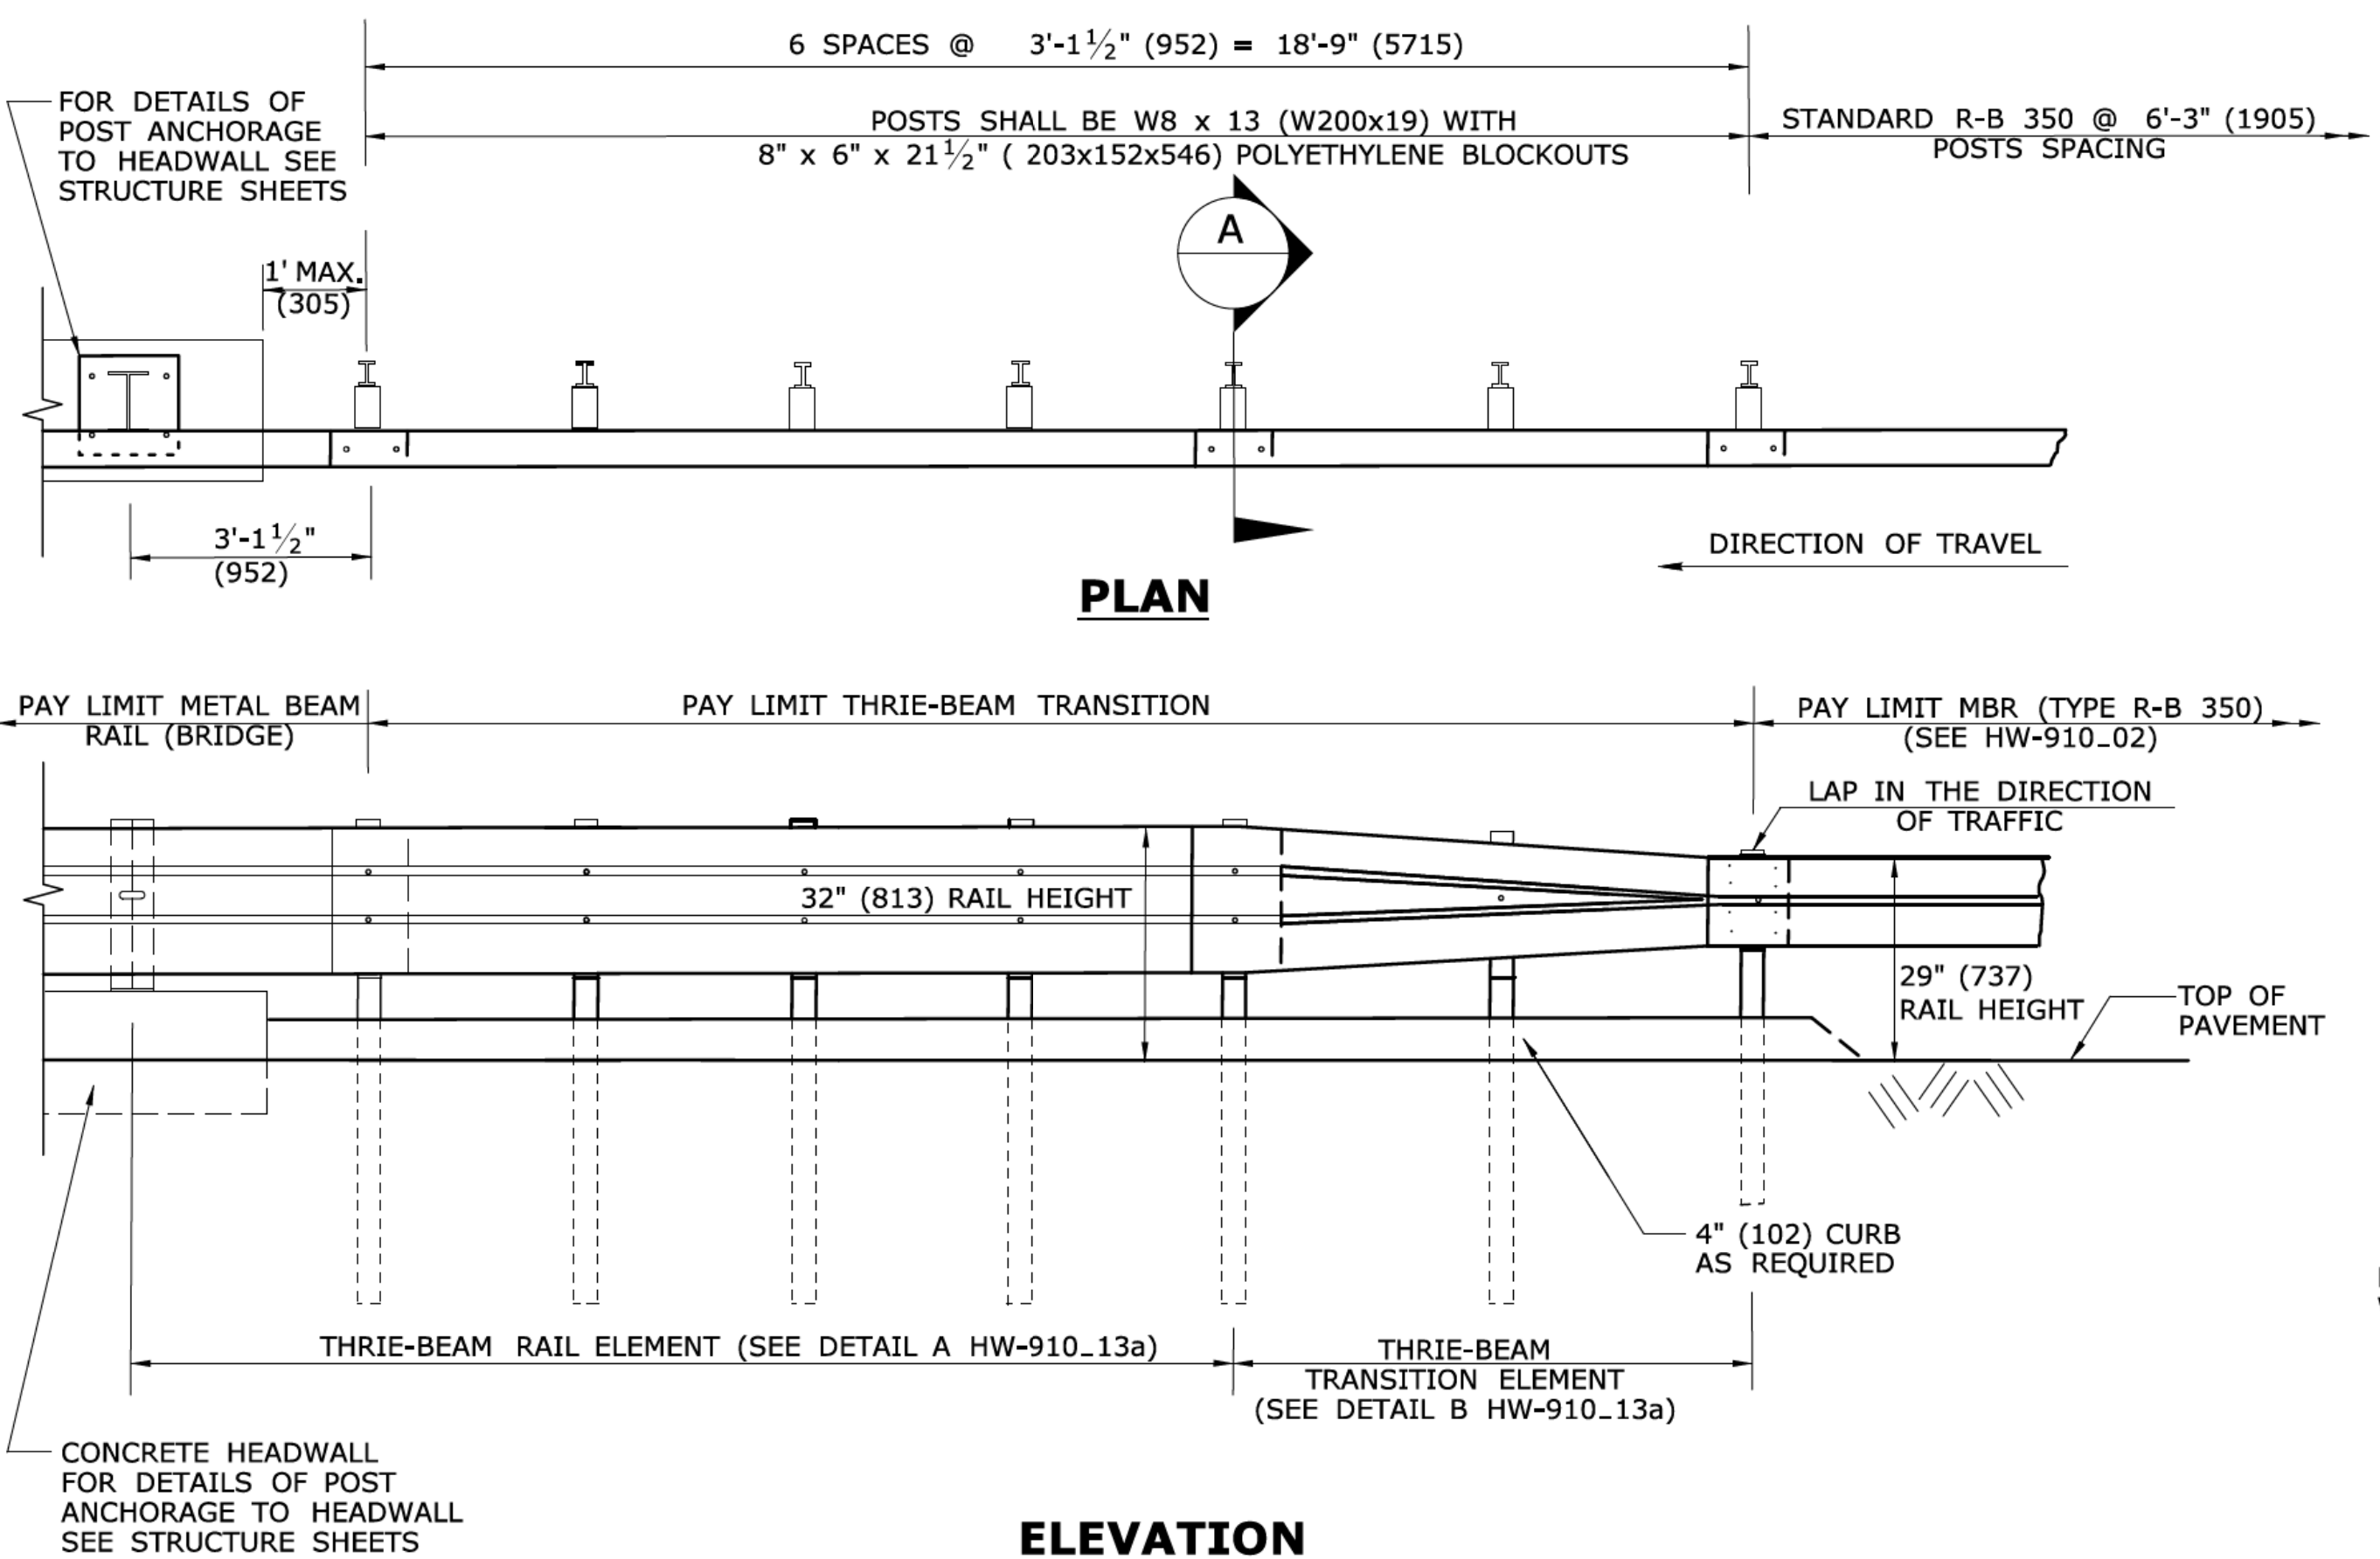 6 SPACES @ 3'-1 1/2" (952) = 18'-9" (5715)
FOR DETAILS OF
POST ANCHORAGE
TO HEADWALL SEE
STRUCTURE SHEETS
POSTS SHALL BE W8 x 13 (W200x19) WITH
8" x 6" x 21 1/2" ( 203x152x546) POLYETHYLENE BLOCKOUTS
STANDARD R-B 350 @ 6'-3" (1905)
POSTS SPACING
A
1' MAX.
(305)
3'-1 1/2"
(952)
DIRECTION OF TRAVEL
PLAN
PAY LIMIT METAL BEAM
RAIL (BRIDGE)
PAY LIMIT THRIE-BEAM TRANSITION
PAY LIMIT MBR (TYPE R-B 350)
(SEE HW-910_02)
LAP IN THE DIRECTION
OF TRAFFIC
32" (813) RAIL HEIGHT
29" (737)
RAIL HEIGHT
TOP OF
PAVEMENT
4" (102) CURB
AS REQUIRED
THRIE-BEAM RAIL ELEMENT (SEE DETAIL A HW-910_13a)
THRIE-BEAM
TRANSITION ELEMENT
(SEE DETAIL B HW-910_13a)
CONCRETE HEADWALL
FOR DETAILS OF POST
ANCHORAGE TO HEADWALL
SEE STRUCTURE SHEETS
ELEVATION